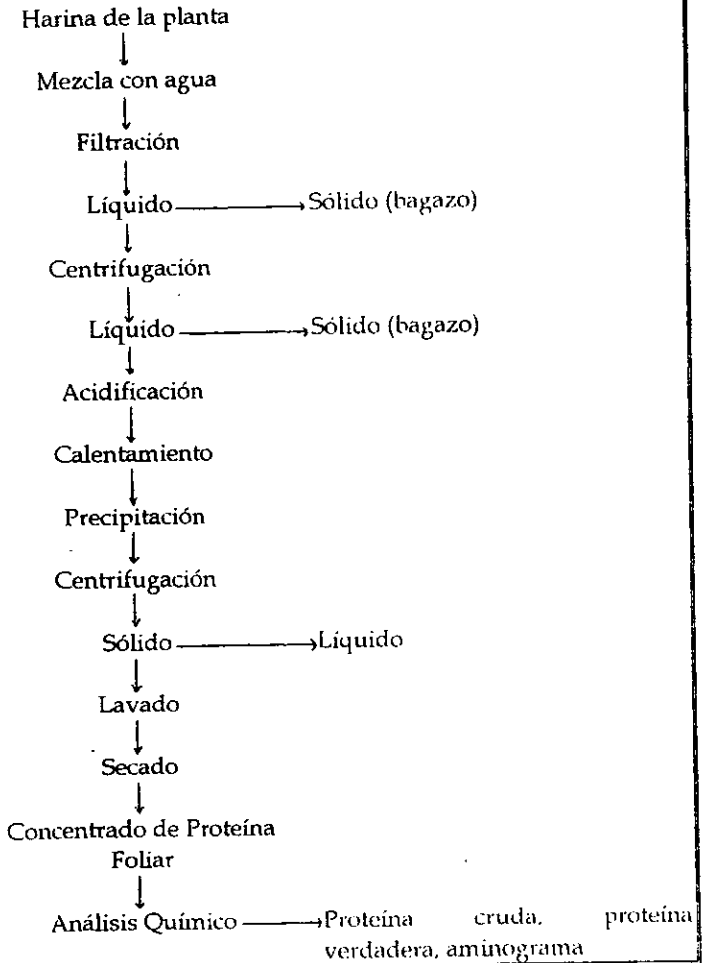 Harina de la planta
Mezcla con agua
Filtración
Líquido Sólido (bagazo)
Centrifugación
Líquido Sólido (bagazo)
Acidificación
Calentamiento
Precipitación
Centrifugación
Sólido Líquido
Lavado
Secado
Concentrado de Proteína
Foliar
Análisis Químico Proteína cruda, proteína
verdadera, aminograma